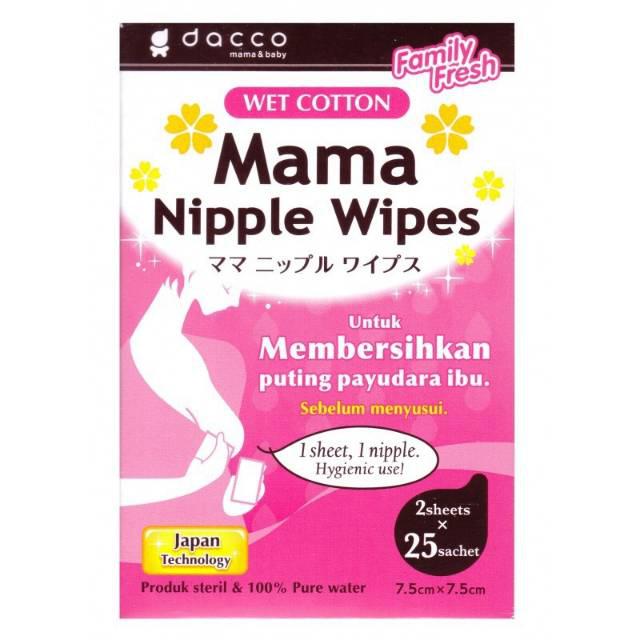 dacco
mama & baby
Family
Fresh
WET COTTON
Mama
Nipple Wipes
ママ ニップル ワイプス
Untuk
Membersihkan
puting payudara ibu.
Sebelum menyusui.
1 sheet, 1 nipple.
Hygienic use!
2sheets
×
25sachet
Japan
Technology
Produk steril & 100% Pure water
7.5cm×7.5cm